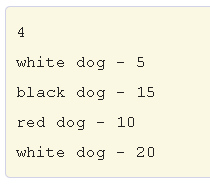 4
white dog - 5
black dog - 15
red dog - 10
white dog - 20